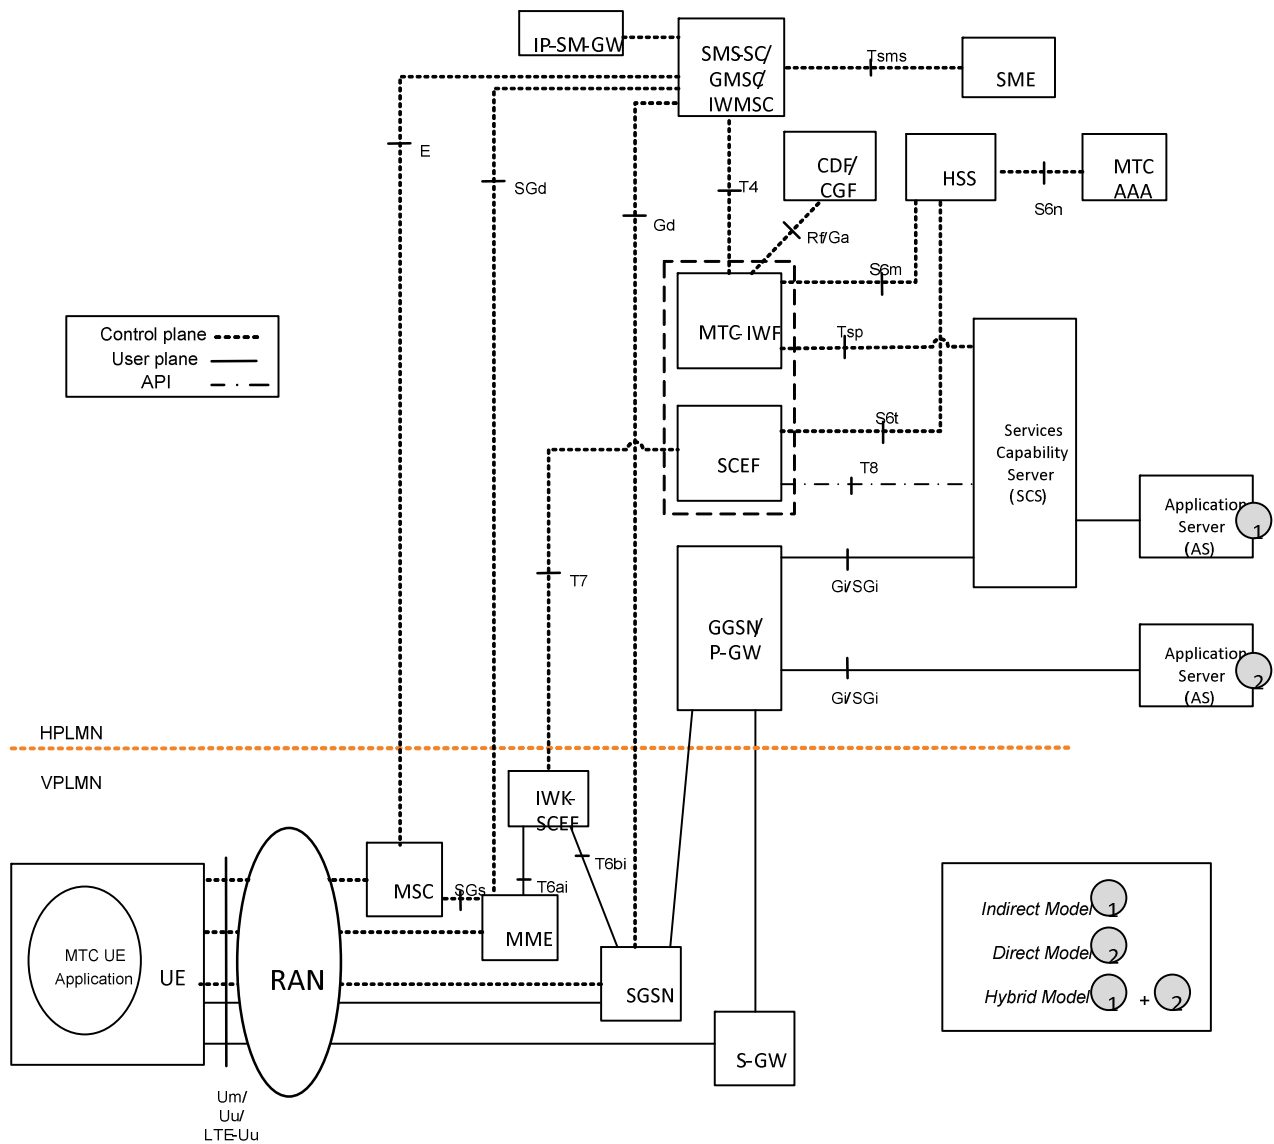 IP-SM-GW
SMS-SC/
GMSC/
IWMSC
Tsms
SME
E
SGd
Gd
T4
CDF/
CGF
Rf/Ga
HSS
S6n
MTC
AAA
S6m
MTC-IWF
Tsp
Control plane
User plane
API
S6t
SCEF
T8
Services
Capability
Server
(SCS)
Application
Server
(AS)
1
T7
Gi/SGi
GGSN/
P-GW
Gi/SGi
Application
Server
(AS)
2
HPLMN
VPLMN
IWK-
SCEF
T6bi
T6ai
MSC
SGs
MME
MTC UE
Application
UE
RAN
SGSN
S-GW
Um/
Uu/
LTE-Uu
Indirect Model 1
Direct Model 2
Hybrid Model 1 + 2